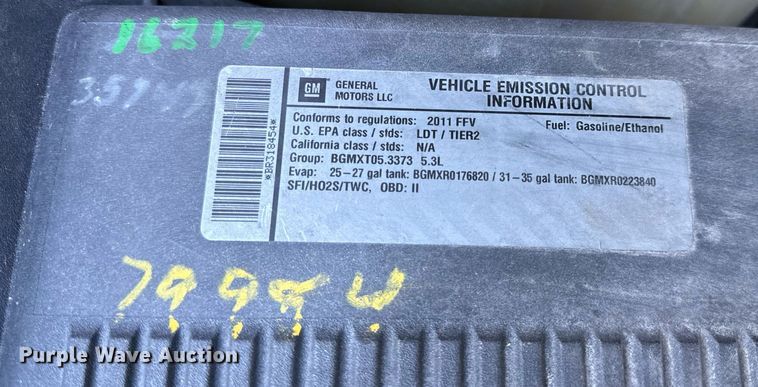 16217
GM
GENERAL MOTORS LLC
VEHICLE EMISSION CONTROL INFORMATION
Conforms to regulations: 2011 FFV
Fuel: Gasoline/Ethanol
U.S. EPA class / stds: LDT / TIER2
California class / stds: N/A
Group: BGMXT05.3373 5.3L
Evap: 25-27 gal tank: BGMXR0176820 / 31-35 gal tank: BGMXR0223840
SFI/HO2S/TWC, OBD: II
*BR318454*
Purple Wave Auction